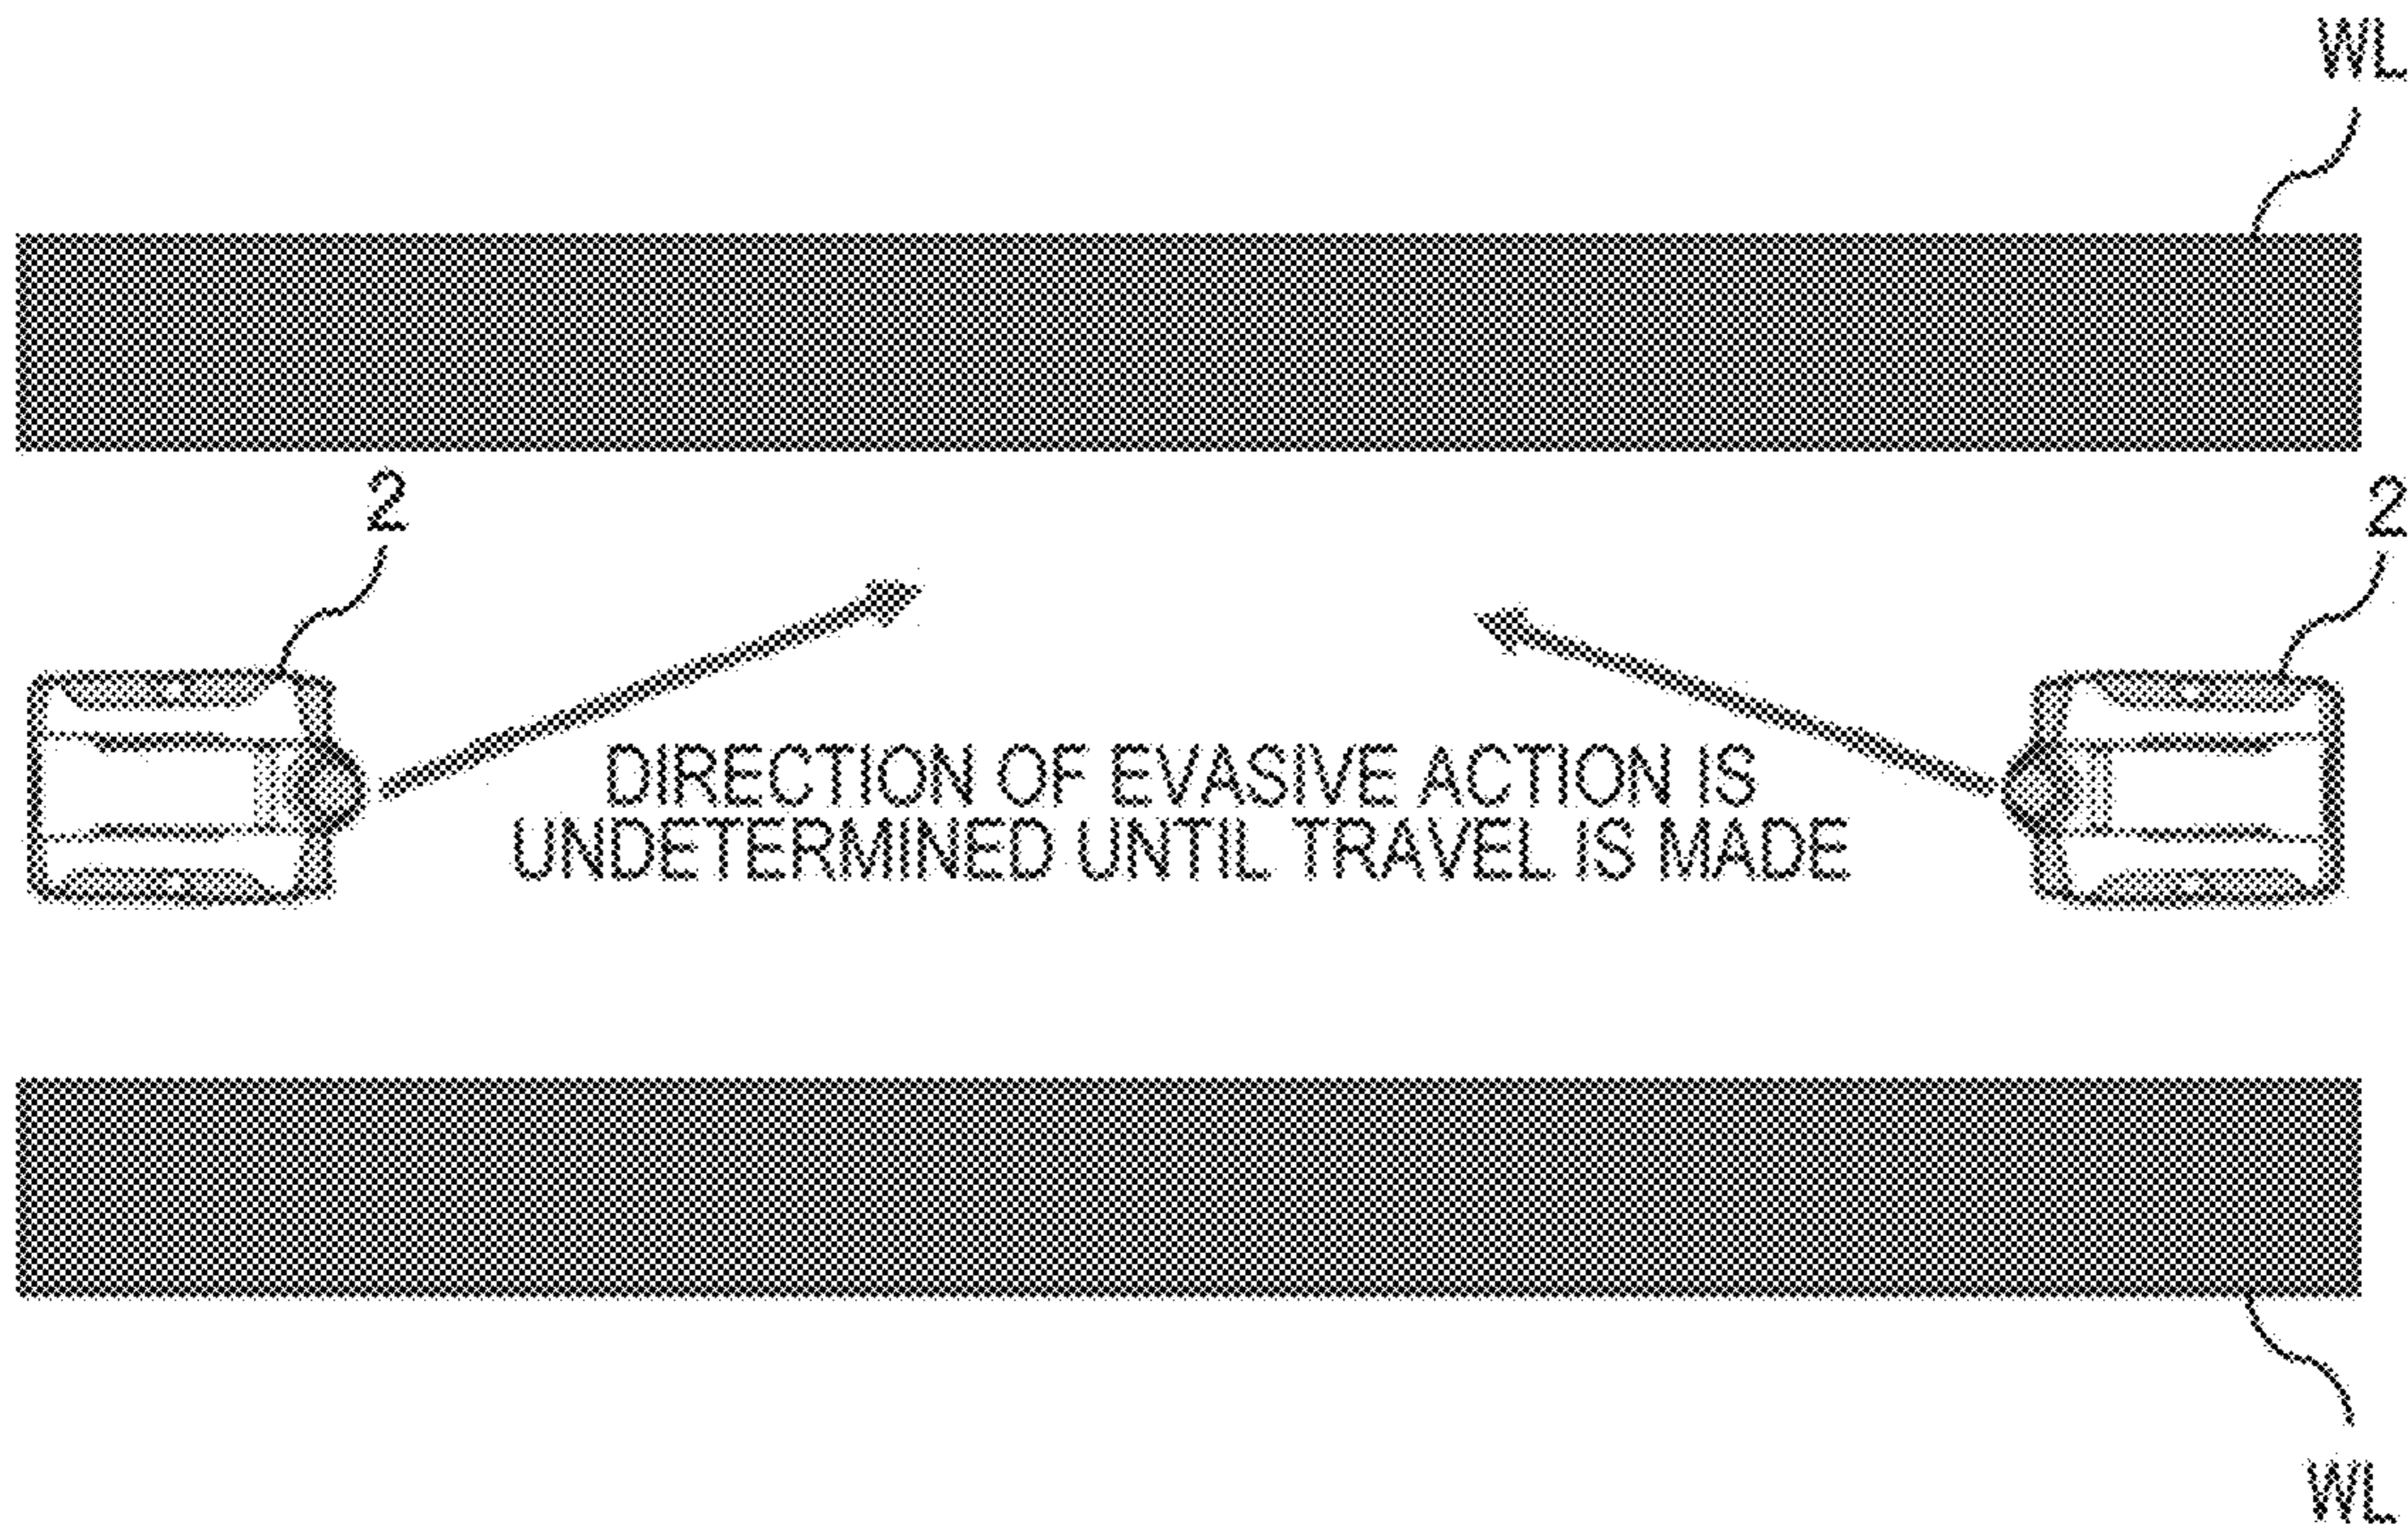 WL
2
2
DIRECTION OF EVASIVE ACTION IS
UNDETERMINED UNTIL TRAVEL IS MADE
WL